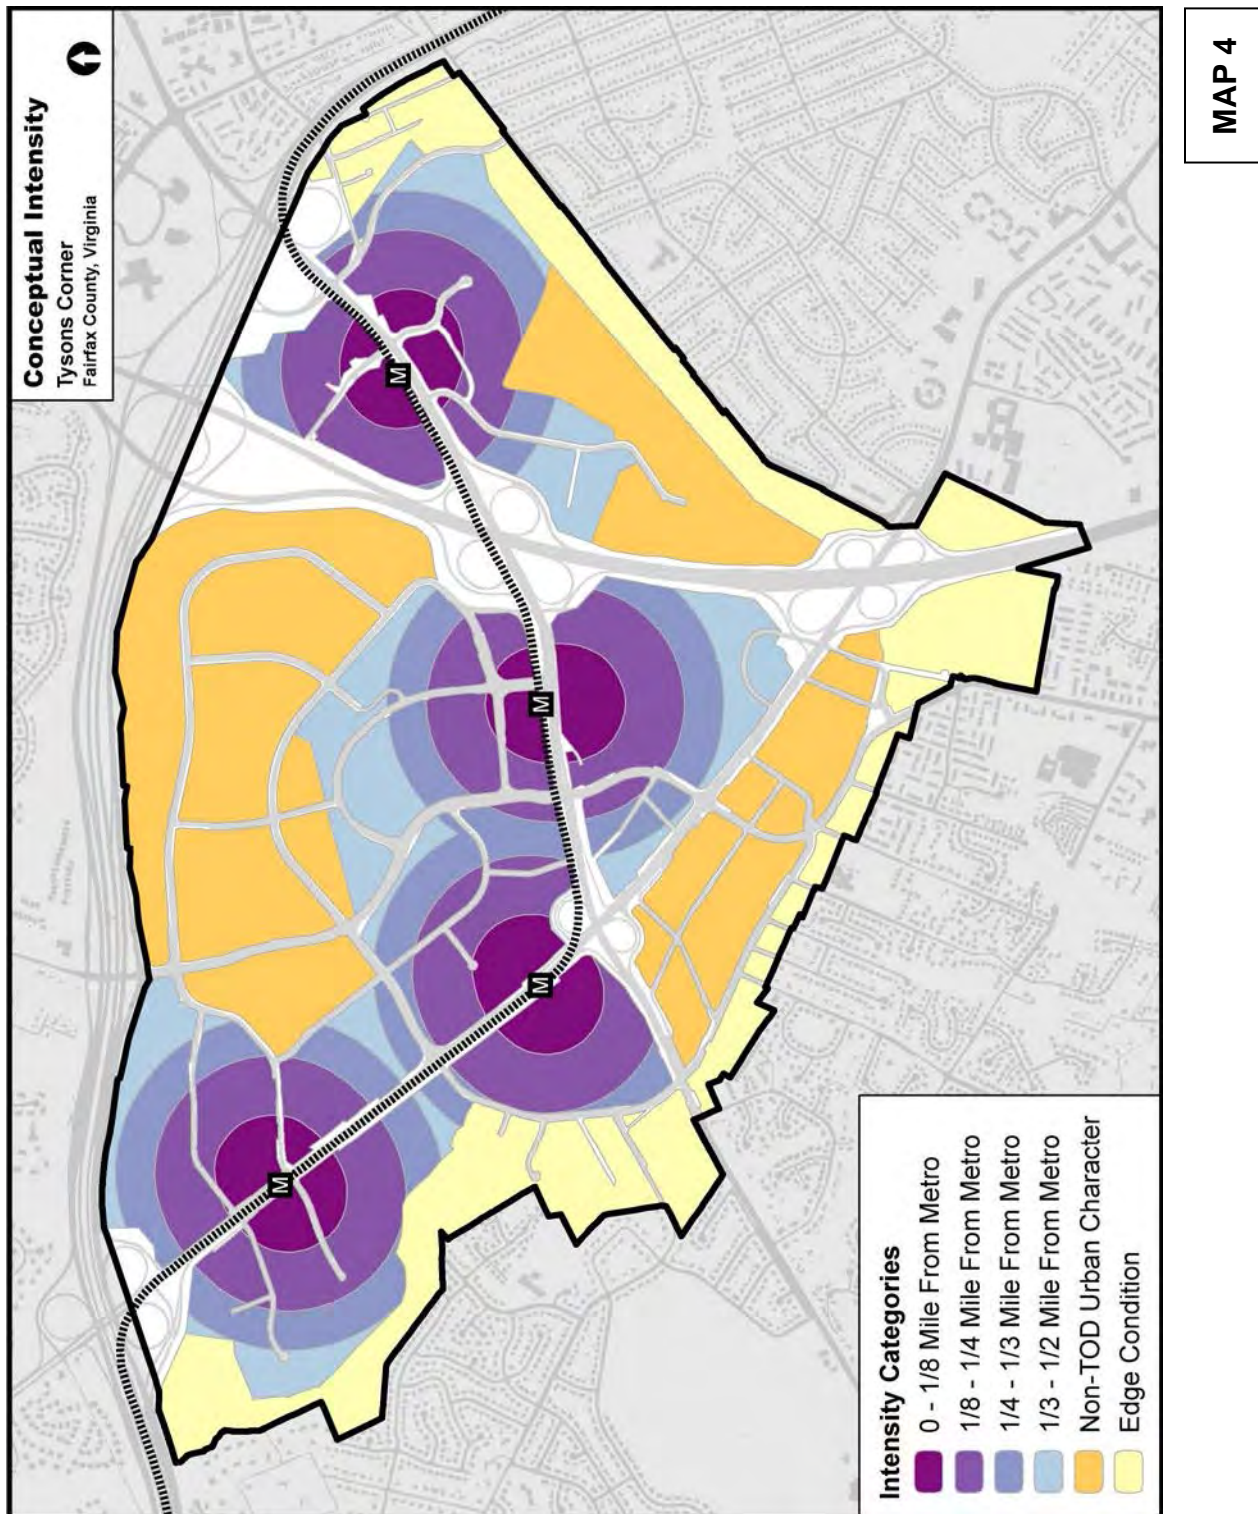 MAP 4
Conceptual Intensity
Tysons Corner
Fairfax County, Virginia
M
M
M
M
Intensity Categories
0 - 1/8 Mile From Metro
1/8 - 1/4 Mile From Metro
1/4 - 1/3 Mile From Metro
1/3 - 1/2 Mile From Metro
Non-TOD Urban Character
Edge Condition